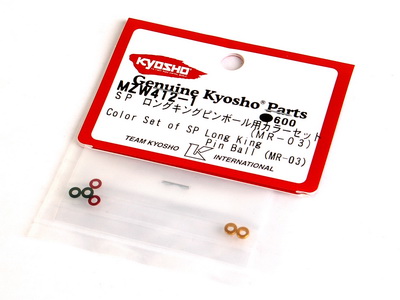 KYOSHO
Genuine Kyosho® Parts
MZW412-1 ●600
SP ロングキングピンボール用カラーセット
(MR-03)
Color Set of SP Long King
Pin Ball (MR-03)
TEAM KYOSHO K INTERNATIONAL